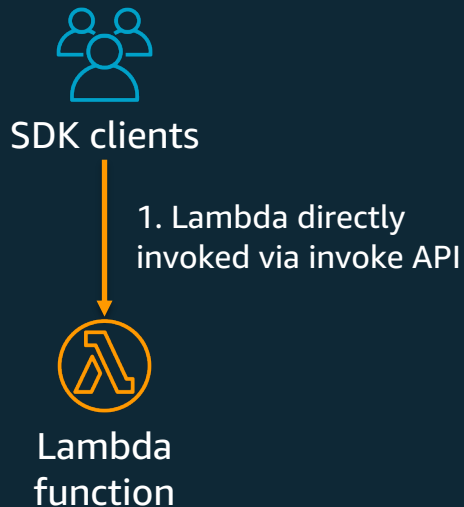 SDK clients
1. Lambda directly
invoked via invoke API
Lambda
function